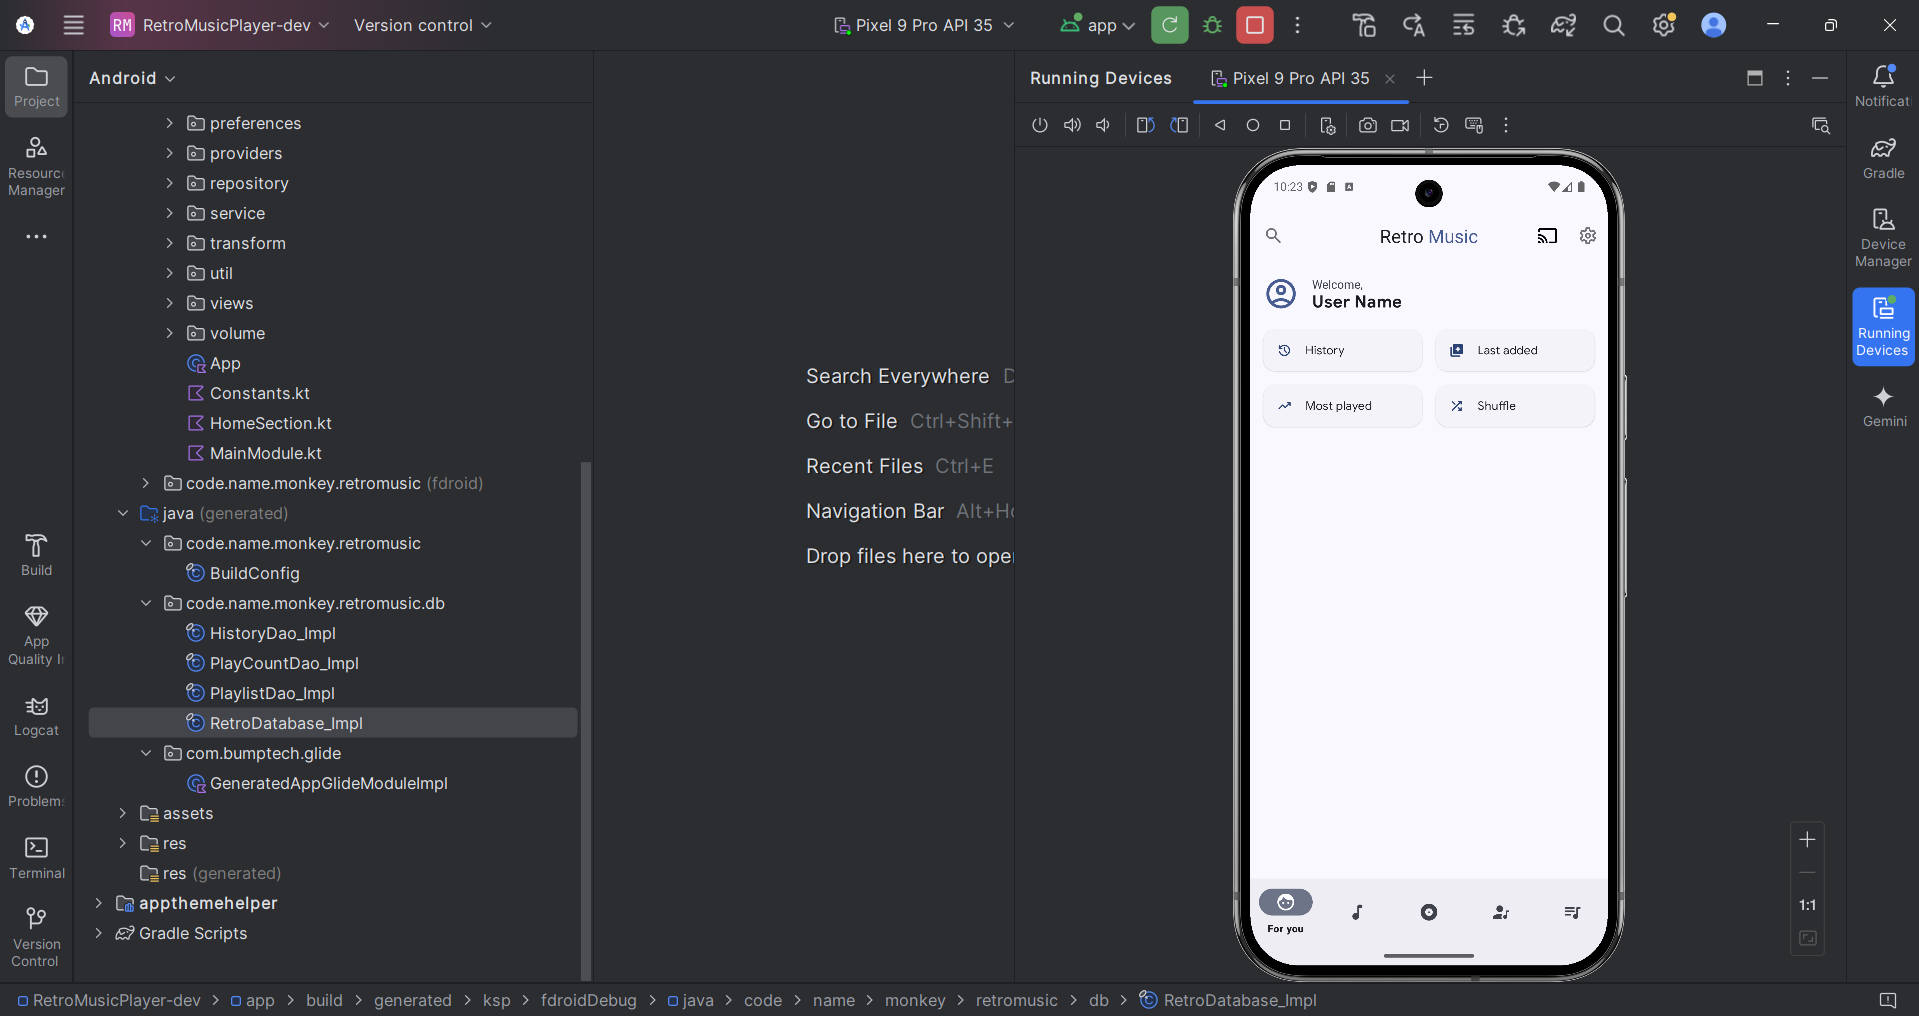 RM RetroMusicPlayer-dev Version control Pixel 9 Pro API 35 app
Project
Resourc
Manager
Build
App
Quality I
Logcat
Problem
Terminal
Version
Control
Android
preferences
providers
repository
service
transform
util
views
volume
App
Constants.kt
HomeSection.kt
MainModule.kt
code.name.monkey.retromusic (fdroid)
java (generated)
code.name.monkey.retromusic
BuildConfig
code.name.monkey.retromusic.db
HistoryDao_Impl
PlayCountDao_Impl
PlaylistDao_Impl
RetroDatabase_Impl
com.bumptech.glide
GeneratedAppGlideModuleImpl
assets
res
res (generated)
appthemehelper
Gradle Scripts
Search Everywhere D
Go to File Ctrl+Shift+
Recent Files Ctrl+E
Navigation Bar Alt+Ho
Drop files here to open
Running Devices Pixel 9 Pro API 35
10:23
Retro Music
Welcome,
User Name
History Last added
Most played Shuffle
For you
1:1
Notificat
Gradle
Device
Manager
Running
Devices
Gemini
RetroMusicPlayer-dev > app > build > generated > ksp > fdroidDebug > java > code > name > monkey > retromusic > db > RetroDatabase_Impl